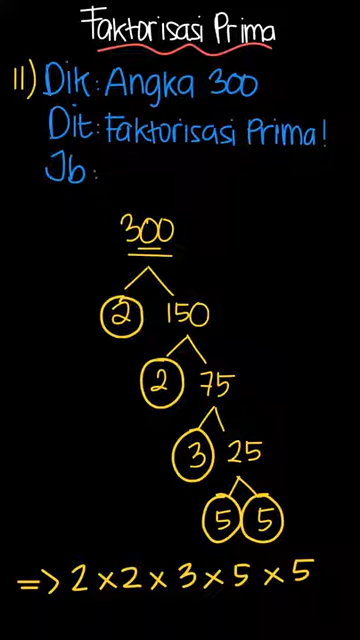 Faktorisasi Prima
11) Dik: Angka 300
Dit: Faktorisasi Prima!
Jb:
300
2 150
2 75
3 25
5 5
=> 2 × 2 × 3 × 5 × 5